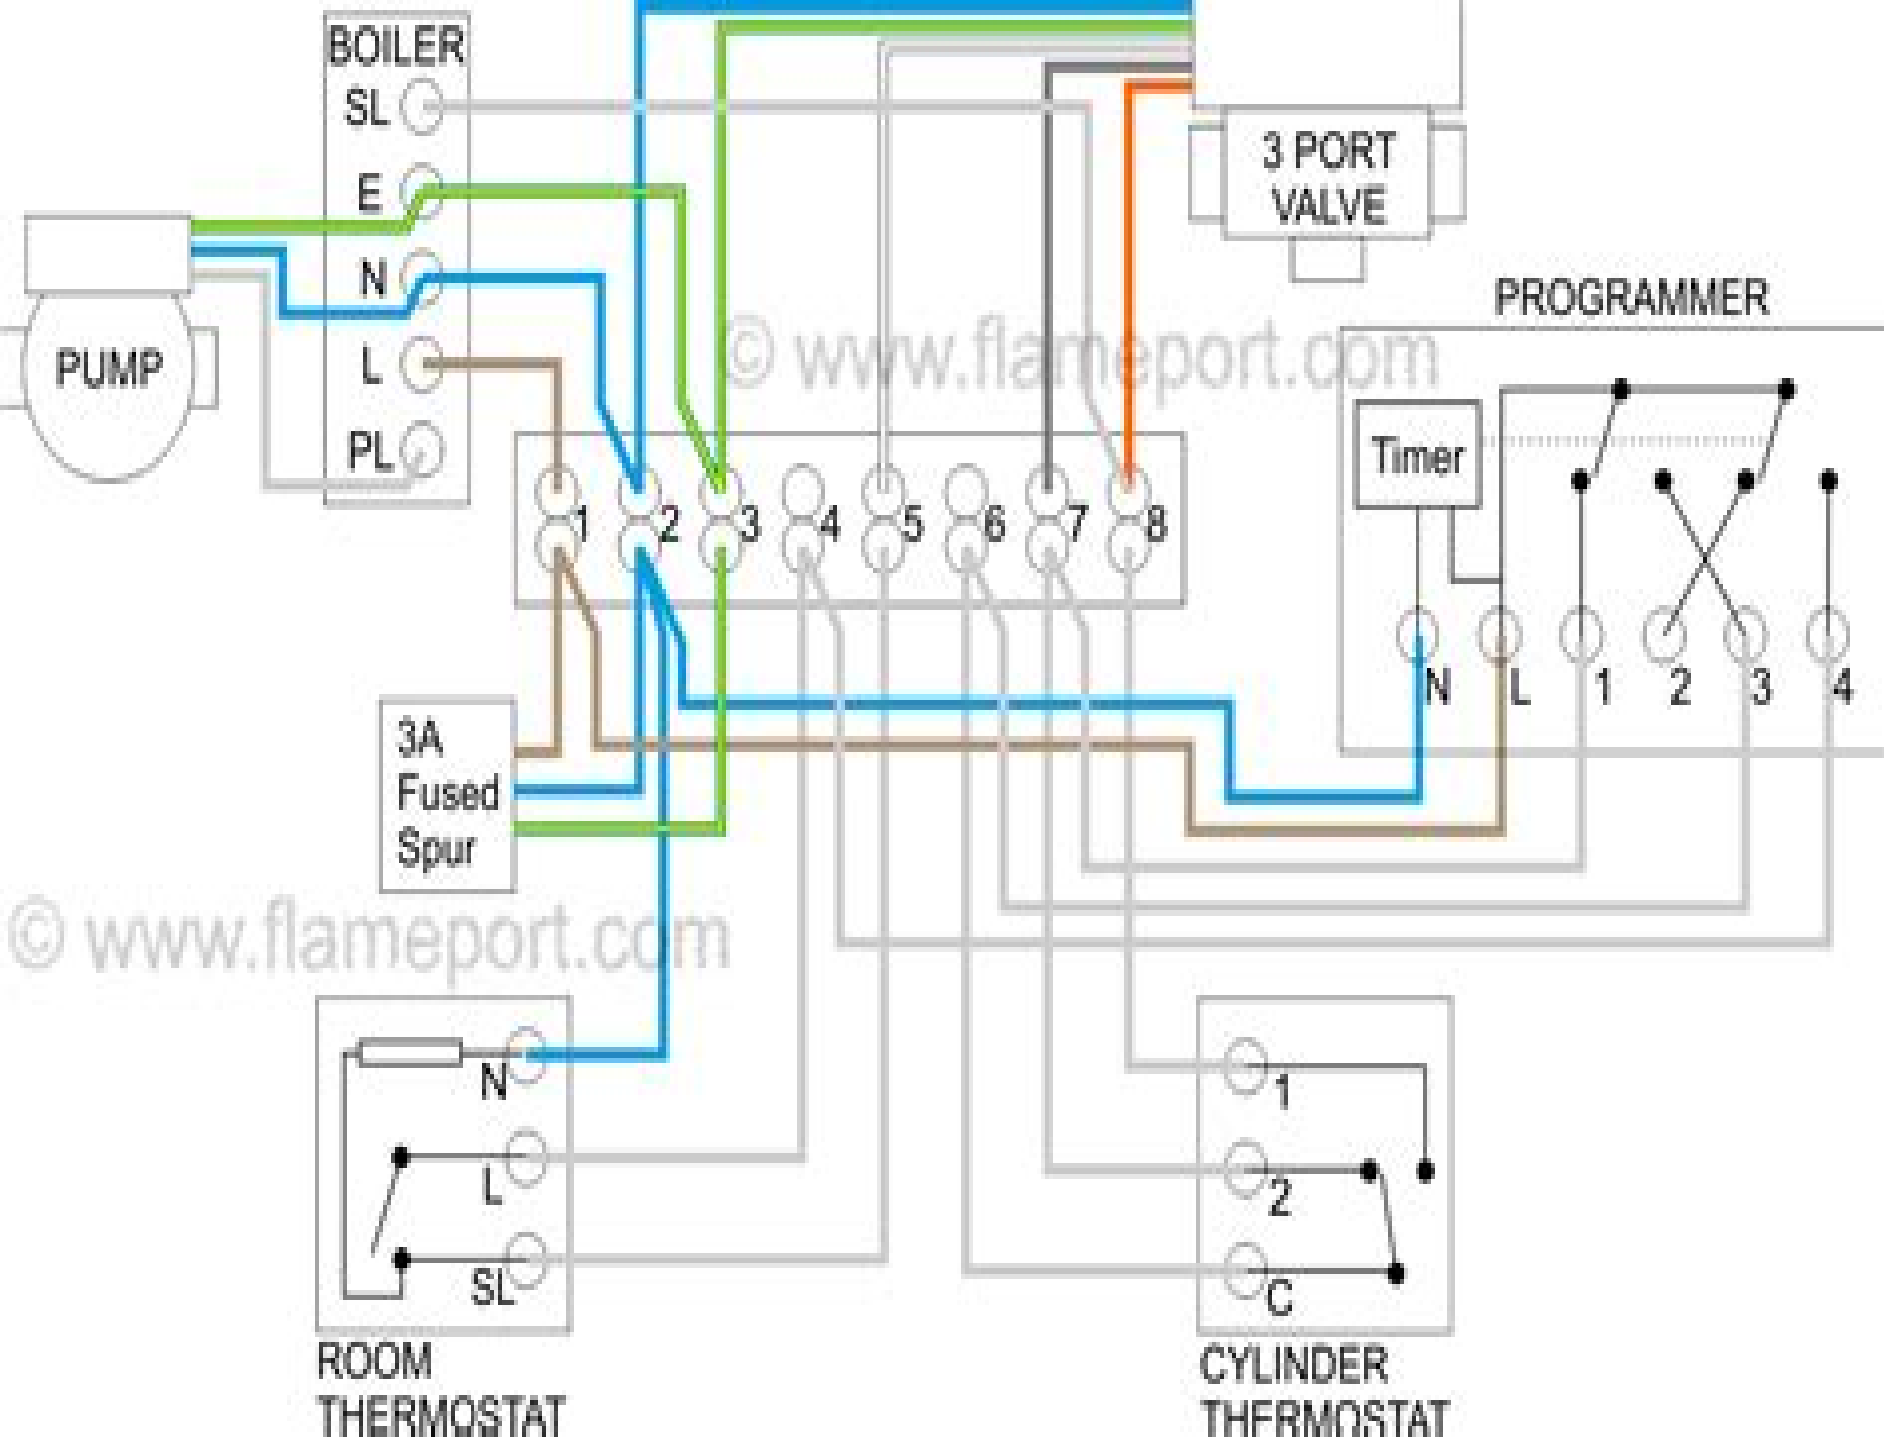 BOILER
SL
E
N
L
PL
PUMP
3 PORT
VALVE
PROGRAMMER
© www.flameport.com
Timer
1
2
3
4
5
6
7
8
N
L
1
2
3
4
3A
Fused
Spur
© www.flameport.com
N
L
SL
ROOM
THERMOSTAT
1
2
C
CYLINDER
THERMOSTAT